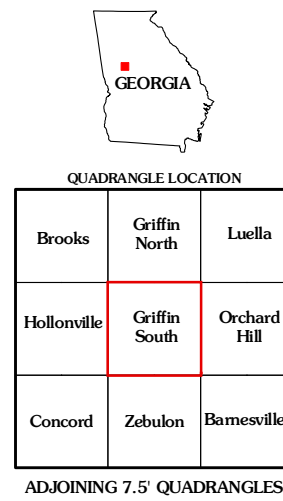 GEORGIA
QUADRANGLE LOCATION
Brooks
Griffin
North
Luella
Hollonville
Griffin
South
Orchard
Hill
Concord
Zebulon
Barnesville
ADJOINING 7.5' QUADRANGLES